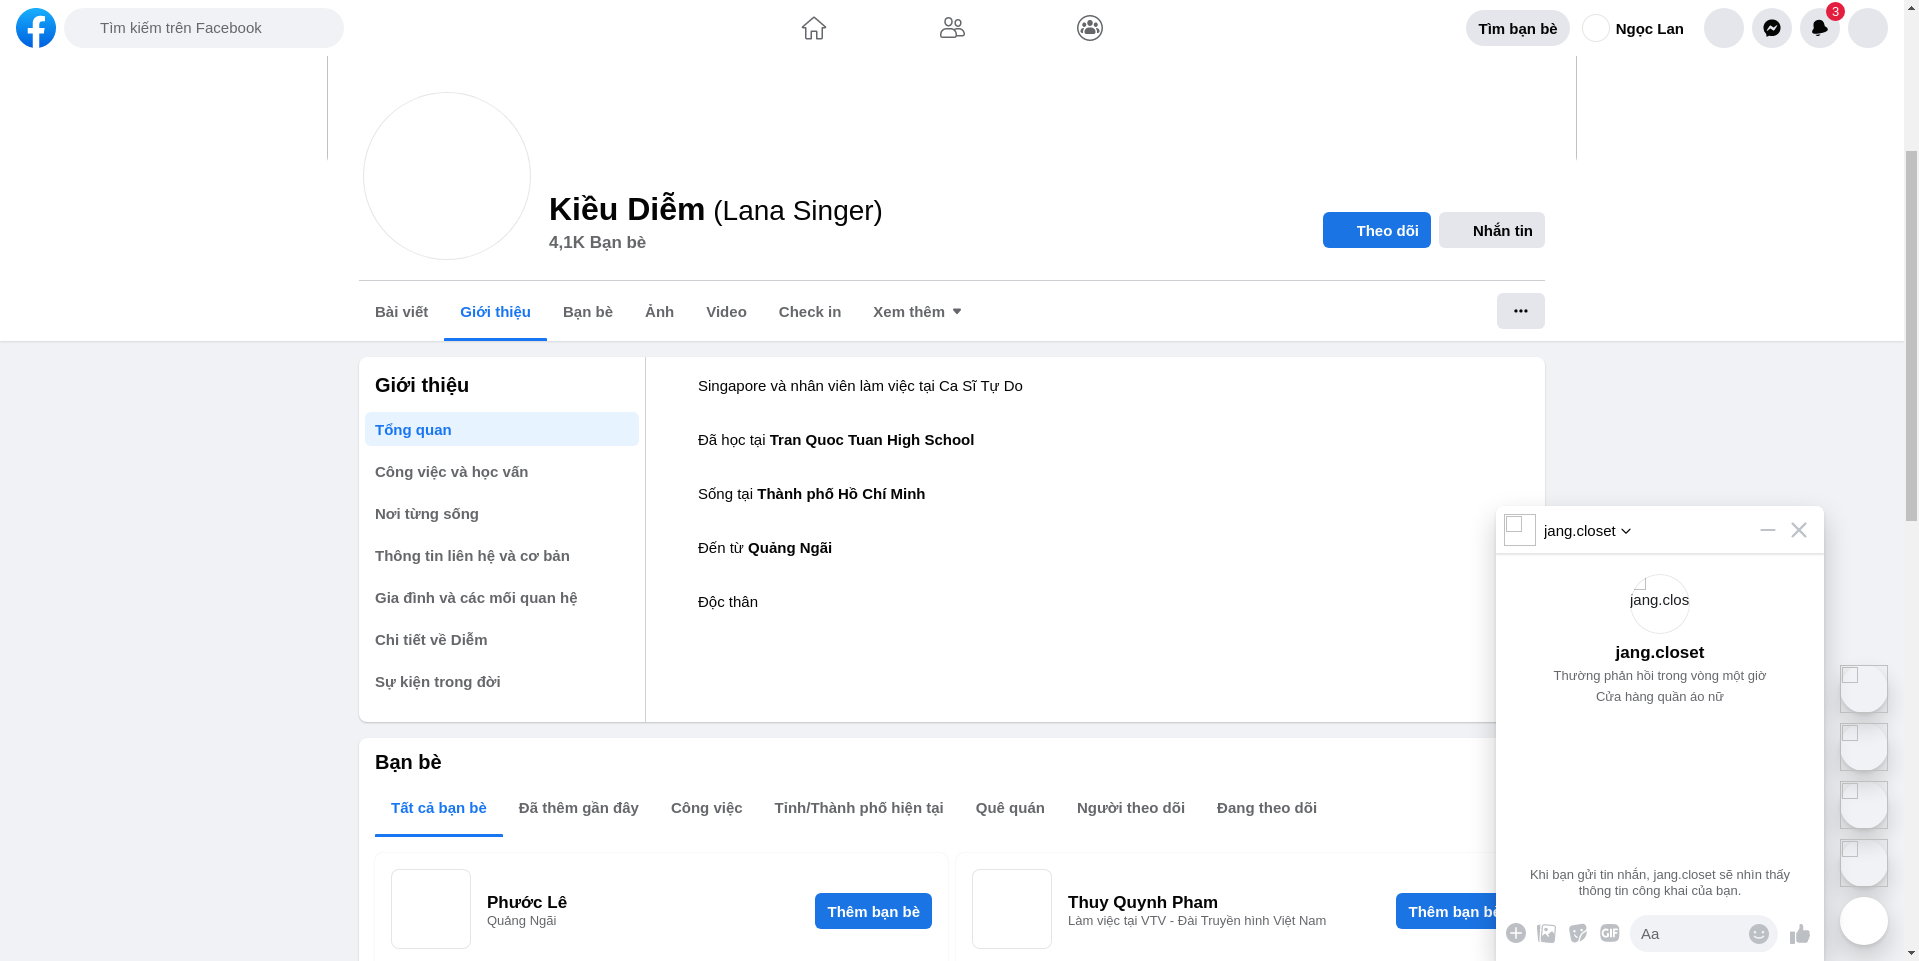 Tìm kiếm trên Facebook
Tìm bạn bè
Ngọc Lan
3
Kiều Diễm (Lana Singer)
4,1K Bạn bè
Theo dõi
Nhắn tin
Bài viết
Giới thiệu
Bạn bè
Ảnh
Video
Check in
Xem thêm
Giới thiệu
Tổng quan
Công việc và học vấn
Nơi từng sống
Thông tin liên hệ và cơ bản
Gia đình và các mối quan hệ
Chi tiết về Diễm
Sự kiện trong đời
Singapore và nhân viên làm việc tại Ca Sĩ Tự Do
Đã học tại Tran Quoc Tuan High School
Sống tại Thành phố Hồ Chí Minh
Đến từ Quảng Ngãi
Độc thân
Bạn bè
Tất cả bạn bè
Đã thêm gần đây
Công việc
Tỉnh/Thành phố hiện tại
Quê quán
Người theo dõi
Đang theo dõi
Phước Lê
Quảng Ngãi
Thêm bạn bè
Thuy Quynh Pham
Làm việc tại VTV - Đài Truyền hình Việt Nam
Thêm bạn bè
jang.closet
jang.clos
jang.closet
Thường phản hồi trong vòng một giờ
Cửa hàng quần áo nữ
Khi bạn gửi tin nhắn, jang.closet sẽ nhìn thấy
thông tin công khai của bạn.
GIF
Aa